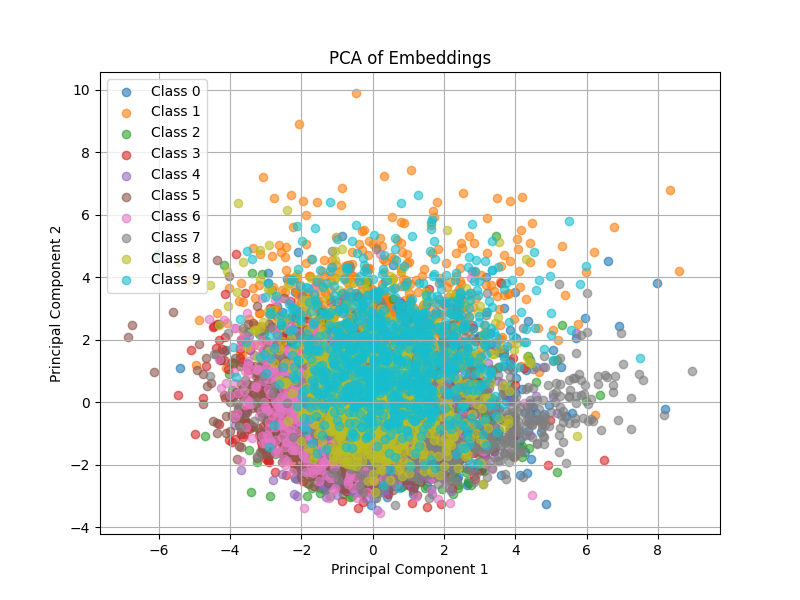 PCA of Embeddings
Class 0
Class 1
Class 2
Class 3
Class 4
Class 5
Class 6
Class 7
Class 8
Class 9
10
8
6
4
2
0
−2
−4
Principal Component 2
−6 −4 −2 0 2 4 6 8
Principal Component 1